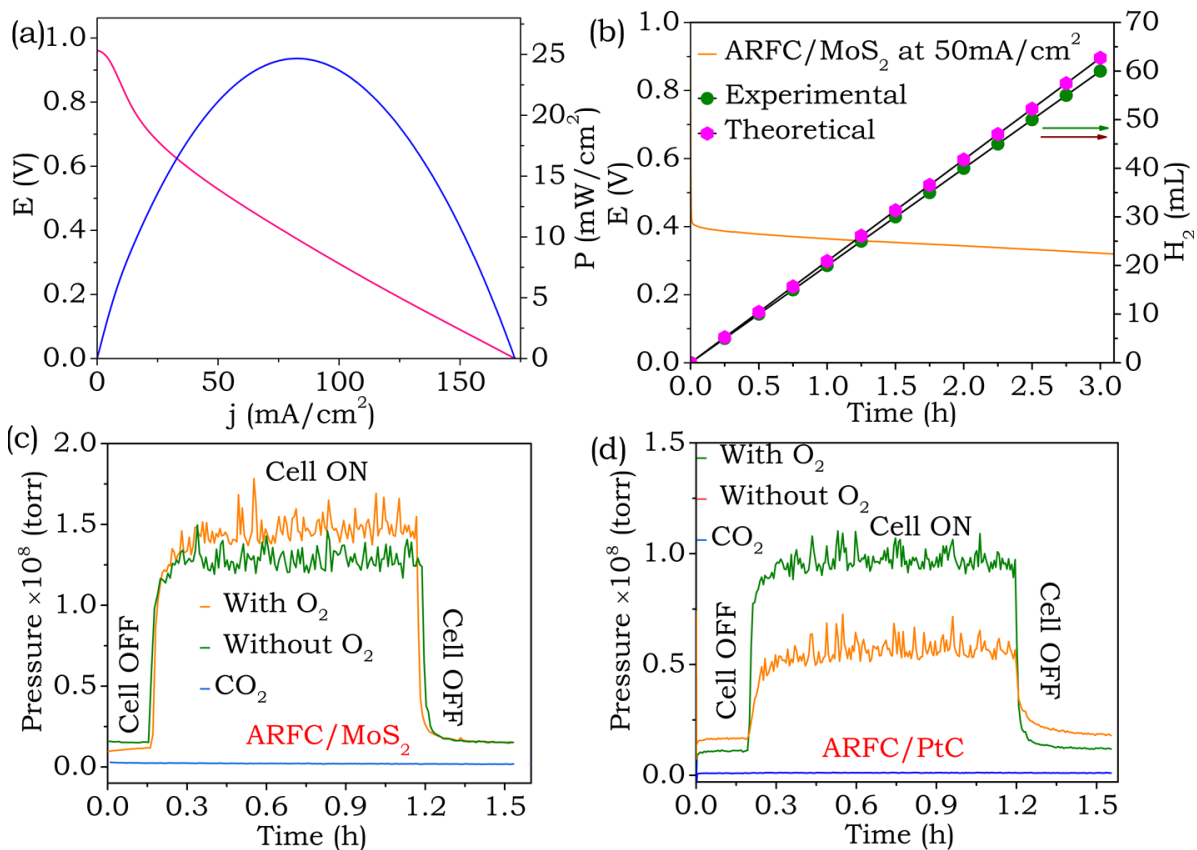 (a)
1.0
0.8
0.6
0.4
0.2
0.0
E (V)
25
20
15
10
5
0
P (mW/cm²)
0
50
100
150
j (mA/cm²)
(b)
1.0
0.8
0.6
0.4
0.2
0.0
E (V)
ARFC/MoS₂ at 50mA/cm²
Experimental
Theoretical
70
60
50
40
30
20
10
0
H₂ (mL)
0.0
0.5
1.0
1.5
2.0
2.5
3.0
Time (h)
(c)
2.0
1.5
1.0
0.5
0.0
Pressure ×10⁸ (torr)
Cell ON
Cell OFF
With O₂
Without O₂
CO₂
Cell OFF
ARFC/MoS₂
0.0
0.3
0.6
0.9
1.2
1.5
Time (h)
(d)
1.5
1.0
0.5
0.0
Pressure ×10⁸ (torr)
With O₂
Without O₂
CO₂
Cell ON
Cell OFF
Cell OFF
ARFC/PtC
0.0
0.3
0.6
0.9
1.2
1.5
Time (h)